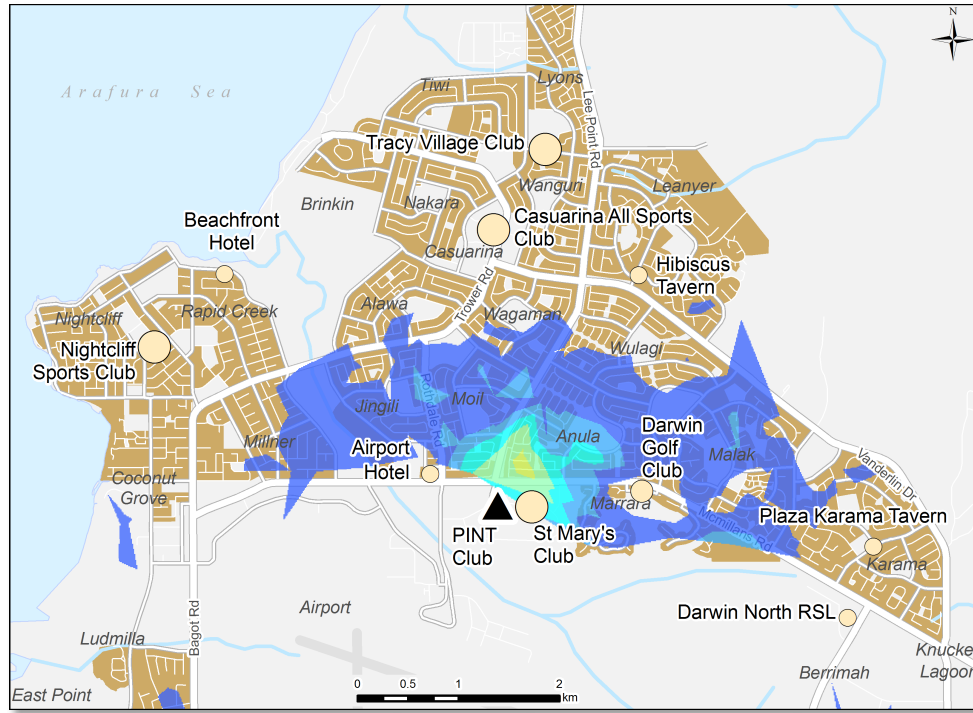 N
Arafura Sea
Tiwi
Lyons
Lee Point Rd
Tracy Village Club
Wanguri
Leanyer
Brinkin
Nakara
Beachfront
Hotel
Casuarina All Sports
Club
Casuarina
Hibiscus
Tavern
Trower Rd
Alawa
Nightcliff
Rapid Creek
Wagaman
Wulagi
Nightcliff
Sports Club
Rothdale Rd
Jingili
Moil
Anula
Darwin
Golf
Club
Malak
Millner
Airport
Hotel
Vanderlin Dr
Coconut
Grove
Marrara
Mcmillans Rd
Plaza Karama Tavern
PINT
Club
St Mary's
Club
Karama
Airport
Darwin North RSL
Bagot Rd
Ludmilla
Berrimah
Knucke
Lagoon
East Point
0 0.5 1 2
km